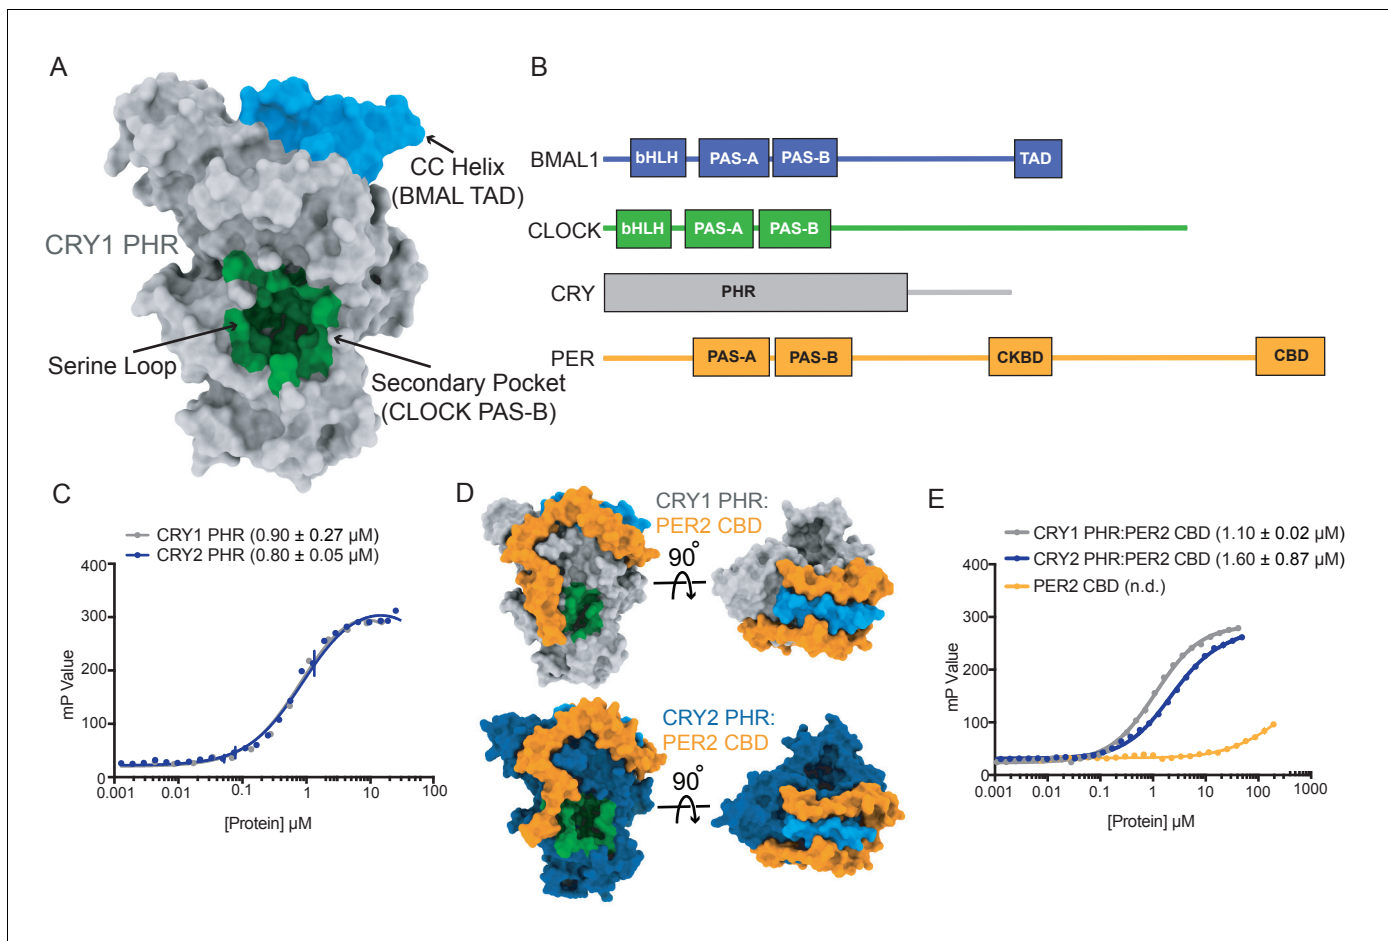 A
CC Helix
(BMAL TAD)
CRY1 PHR
Serine Loop
Secondary Pocket
(CLOCK PAS-B)
B
BMAL1 bHLH PAS-A PAS-B TAD
CLOCK bHLH PAS-A PAS-B
CRY PHR
PER PAS-A PAS-B CKBD CBD
C
CRY1 PHR (0.90 ± 0.27 µM)
CRY2 PHR (0.80 ± 0.05 µM)
mP Value
400
300
200
100
0
0.001 0.01 0.1 1 10 100
[Protein] µM
D
CRY1 PHR:
PER2 CBD
90°
CRY2 PHR:
PER2 CBD
90°
E
CRY1 PHR:PER2 CBD (1.10 ± 0.02 µM)
CRY2 PHR:PER2 CBD (1.60 ± 0.87 µM)
PER2 CBD (n.d.)
mP Value
400
300
200
100
0
0.001 0.01 0.1 1 10 100 1000
[Protein] µM